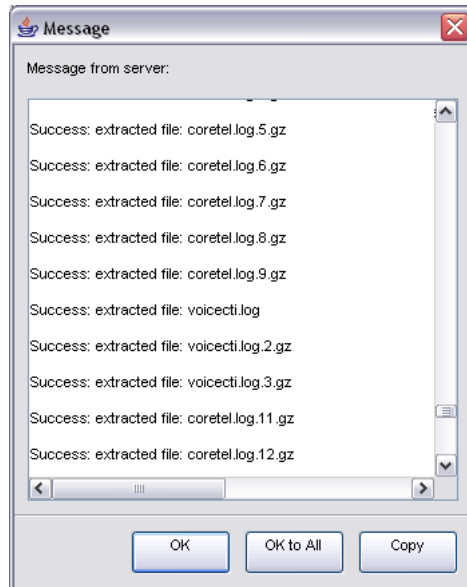 Message
Message from server:
Success: extracted file: coretel.log.5.gz
Success: extracted file: coretel.log.6.gz
Success: extracted file: coretel.log.7.gz
Success: extracted file: coretel.log.8.gz
Success: extracted file: coretel.log.9.gz
Success: extracted file: voicecti.log
Success: extracted file: voicecti.log.2.gz
Success: extracted file: voicecti.log.3.gz
Success: extracted file: coretel.log.11.gz
Success: extracted file: coretel.log.12.gz
OK OK to All Copy